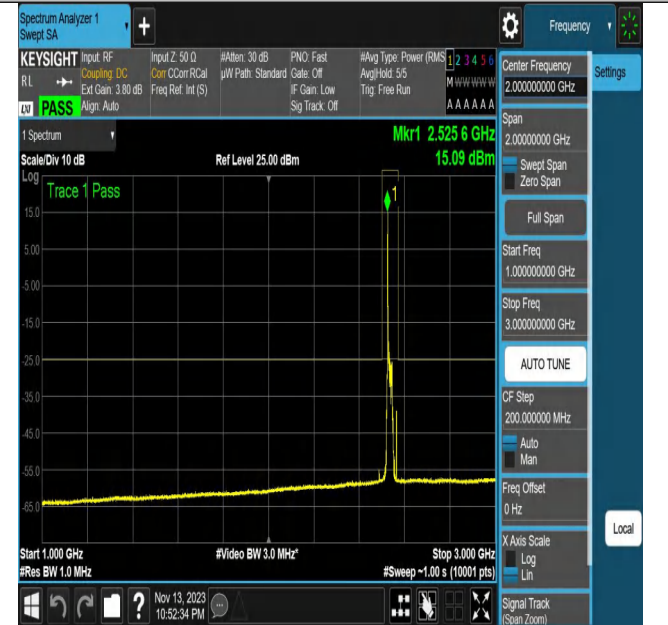 Spectrum Analyzer 1
Swept SA
+
Frequency
KEYSIGHT
RL
LXI PASS
Input: RF
Coupling: DC
Ext Gain: 3.80 dB
Align: Auto
Input Z: 50 Ω
Corr CCorr RCal
Freq Ref: Int (S)
#Atten: 30 dB
µW Path: Standard
PNO: Fast
Gate: Off
IF Gain: Low
Sig Track: Off
#Avg Type: Power (RMS
Avg|Hold: 5/5
Trig: Free Run
1 2 3 4 5 6
M W W W W W
A A A A A A
1 Spectrum
Scale/Div 10 dB
Ref Level 25.00 dBm
Mkr1 2.525 6 GHz
15.09 dBm
Log
Trace 1 Pass
1
15.0
5.00
-5.00
-15.0
-25.0
-35.0
-45.0
-55.0
-65.0
Start 1.000 GHz
#Video BW 3.0 MHz*
Stop 3.000 GHz
#Res BW 1.0 MHz
#Sweep ~1.00 s (10001 pts)
?
Nov 13, 2023
10:52:34 PM
Center Frequency
2.00000000 GHz
Settings
Span
2.00000000 GHz
Swept Span
Zero Span
Full Span
Start Freq
1.000000000 GHz
Stop Freq
3.000000000 GHz
AUTO TUNE
CF Step
200.000000 MHz
Auto
Man
Freq Offset
0 Hz
X Axis Scale
Log
Lin
Local
Signal Track
(Span Zoom)